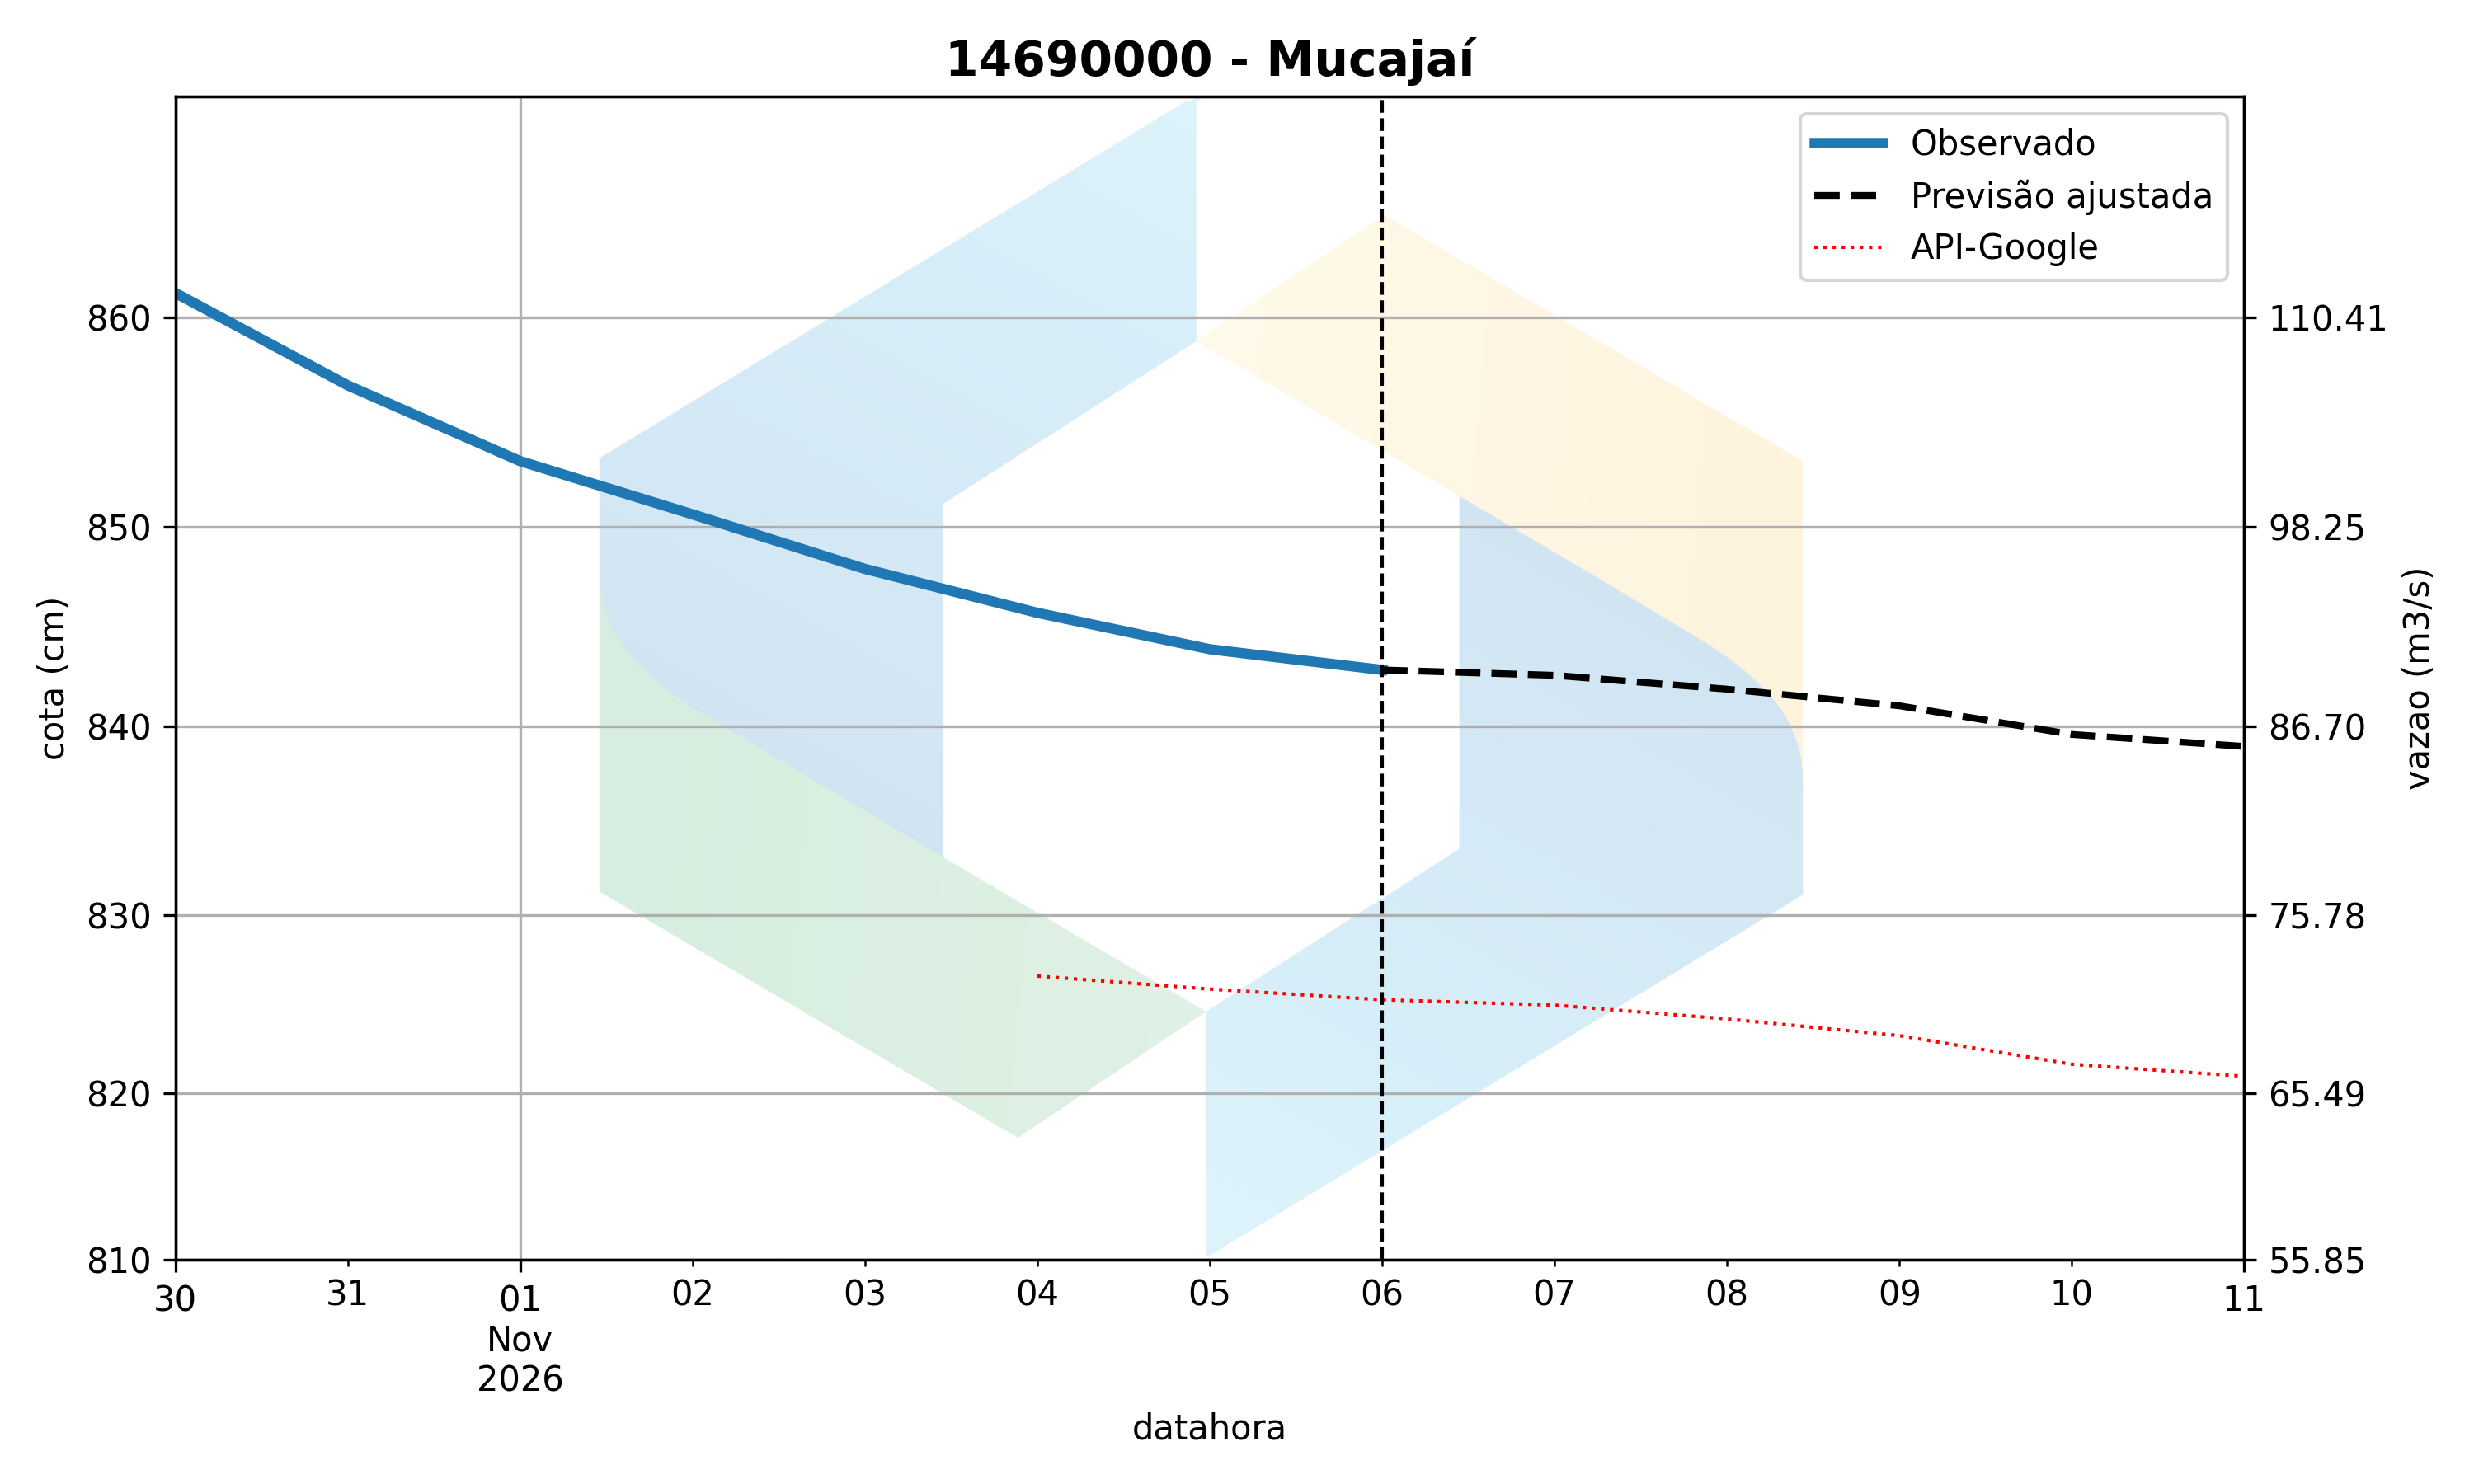 14690000 - Mucajaí
Observado
Previsão ajustada
API-Google
cota (cm)
860
850
840
830
820
810
110.41
98.25
86.70
75.78
65.49
55.85
vazao (m3/s)
30 31 01 02 03 04 05 06 07 08 09 10 11
Nov
2026
datahora